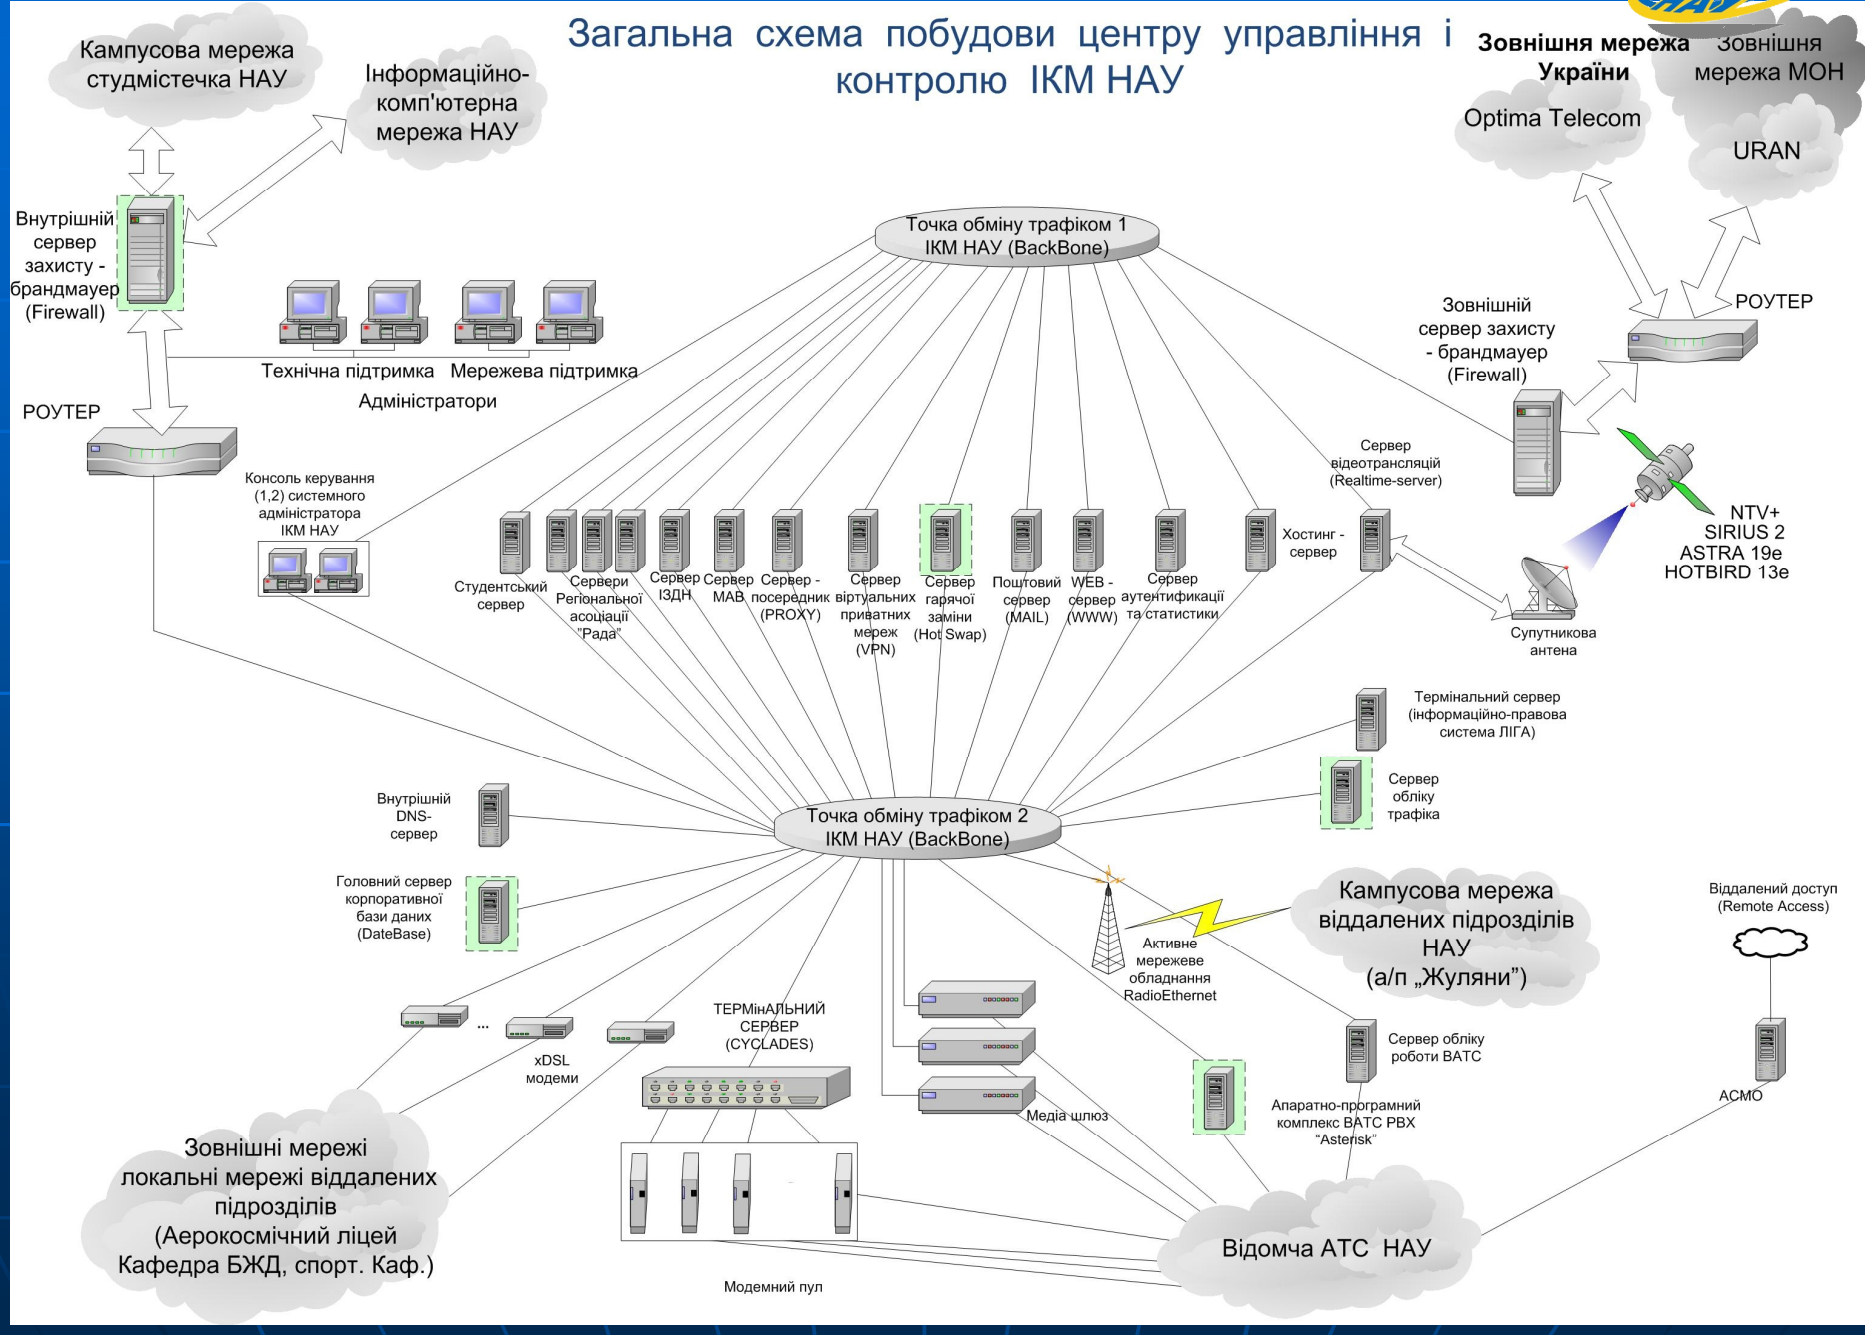 Загальна схема побудови центру управління і
контролю ІКМ НАУ
НАУ
Кампусова мережа
студмістечка НАУ
Інформаційно-
комп'ютерна
мережа НАУ
Зовнішня мережа
України
Optima Telecom
Зовнішня
мережа МОН
URAN
Внутрішній
сервер
захисту -
брандмауер
(Firewall)
Точка обміну трафіком 1
ІКМ НАУ (BackBone)
РОУТЕР
Зовнішній
сервер захисту
- брандмауер
(Firewall)
Технічна підтримка
Мережева підтримка
Адміністратори
РОУТЕР
Консоль керування
(1,2) системного
адміністратора
ІКМ НАУ
Сервер
відеотрансляцій
(Realtime-server)
NTV+
SIRIUS 2
ASTRA 19e
HOTBIRD 13e
Студентський
сервер
Сервери
Регіональної
асоціації
"Рада"
Сервер
ІЗДН
Сервер
МАВ
Сервер -
посередник
(PROXY)
Сервер
віртуальних
приватних
мереж
(VPN)
Сервер
гарячої
заміни
(Hot Swap)
Поштовий
сервер
(MAIL)
WEB -
сервер
(WWW)
Сервер
аутентификації
та статистики
Хостинг -
сервер
Супутникова
антена
Термінальний сервер
(інформаційно-правова
система ЛІГА)
Сервер
обліку
трафіка
Внутрішній
DNS-
сервер
Точка обміну трафіком 2
ІКМ НАУ (BackBone)
Головний сервер
корпоративної
бази даних
(DateBase)
Кампусова мережа
віддалених підрозділів
НАУ
(а/п „Жуляни”)
Віддалений доступ
(Remote Access)
Активне
мережеве
обладнання
RadioEthernet
...
xDSL
модеми
ТЕРМінАЛЬНИЙ
СЕРВЕР
(CYCLADES)
Медіа шлюз
Сервер обліку
роботи ВАТС
Апаратно-програмний
комплекс ВАТС PBX
"Asterisk"
АСМО
Зовнішні мережі
локальні мережі віддалених
підрозділів
(Аерокосмічний ліцей
Кафедра БЖД, спорт. Каф.)
Відомча АТС НАУ
Модемний пул